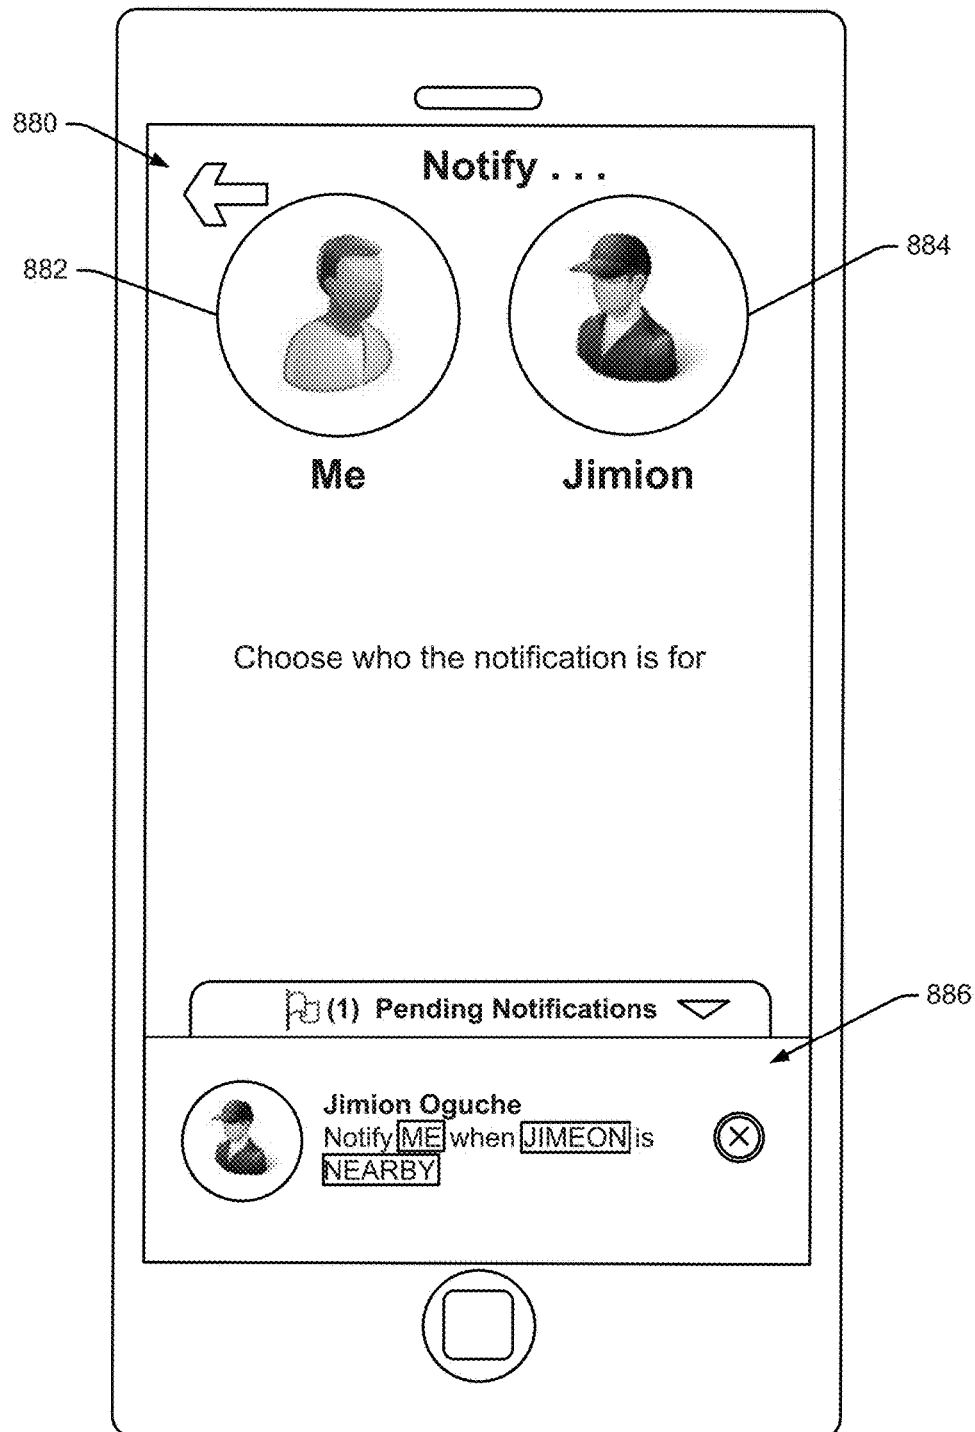 880
Notify . . .
882
884
Me
Jimion
Choose who the notification is for
(1) Pending Notifications
886
Jimion Oguche
Notify ME when JIMEON is
NEARBY